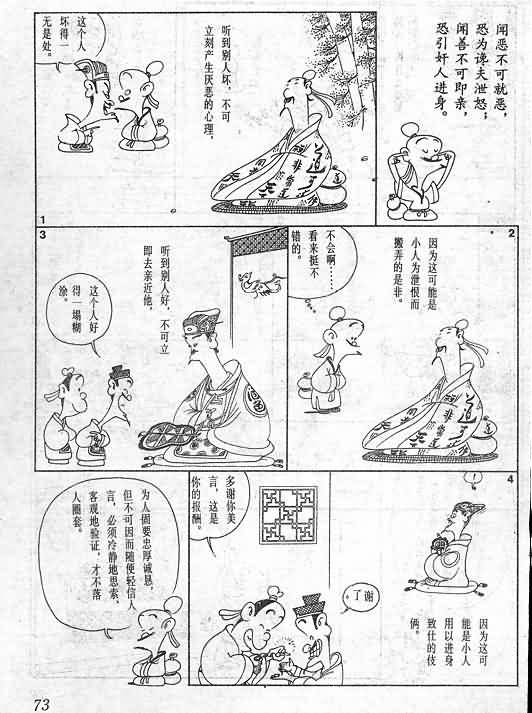 闻恶不可就恶，
恐为谗夫泄怒；
闻善不可即亲，
恐引奸人进身。
听到别人坏，不可
立刻产生厌恶的心理，
这个人
坏得一
无是处。
1
2
因为这可能是
小人为泄恨而
搬弄的是非。
不会啊……
看来挺不
错的。
3
听到别人好，不可立
即去亲近他，
这个人好
得一塌糊
涂。
4
!
因为这可
能是小人
用以进身
致仕的伎
俩。
多谢你美
言，这是
你的报酬。
谢了
为人固要忠厚诚恳，
但不可因而随便轻信人
言，必须冷静地思索，
客观地验证，才不落
人圈套。
73